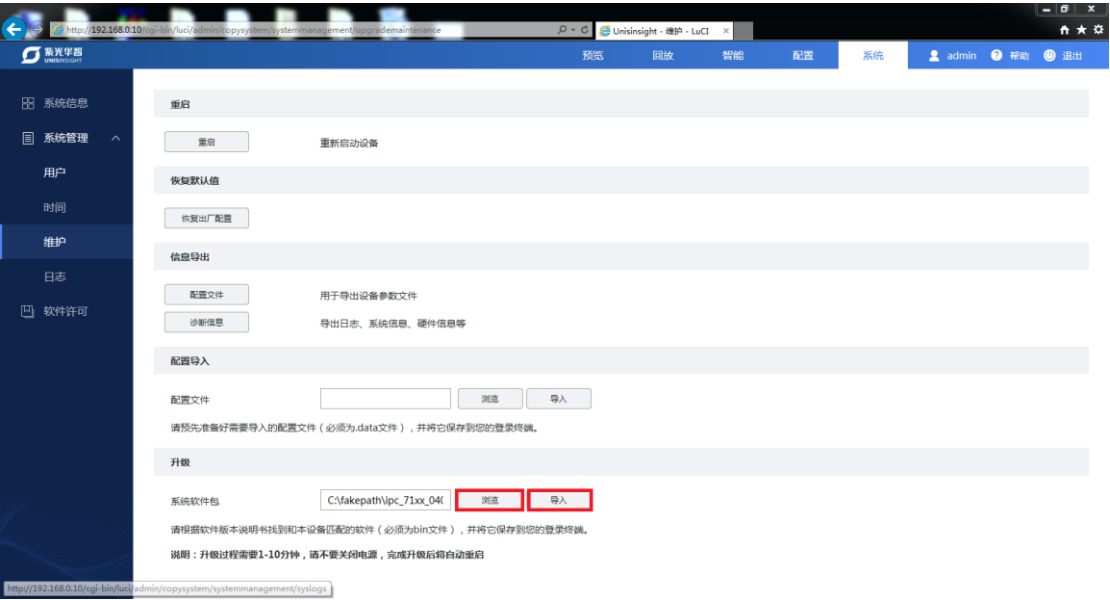 http://192.168.0.10/cgi-bin/luci/admin/copysystem/systemmanagement/upgrademaintenance
Unisinsight - 维护 - LuCI
紫光华智
UNISINSIGHT
预览 回放 智能 配置 系统 admin 帮助 退出
系统信息
系统管理
用户
时间
维护
日志
软件许可
重启
重启 重新启动设备
恢复默认值
恢复出厂配置
信息导出
配置文件 用于导出设备参数文件
诊断信息 导出日志、系统信息、硬件信息等
配置导入
配置文件 浏览 导入
请预先准备好需要导入的配置文件（必须为.data文件），并将它保存到您的登录终端。
升级
系统软件包 C:\fakepath\ipc_71xx_04( 浏览 导入
请根据软件版本说明书找到和本设备匹配的软件（必须为bin文件），并将它保存到您的登录终端。
说明：升级过程需要1-10分钟，请不要关闭电源，完成升级后将自动重启
http://192.168.0.10/cgi-bin/luci/admin/copysystem/systemmanagement/syslogs